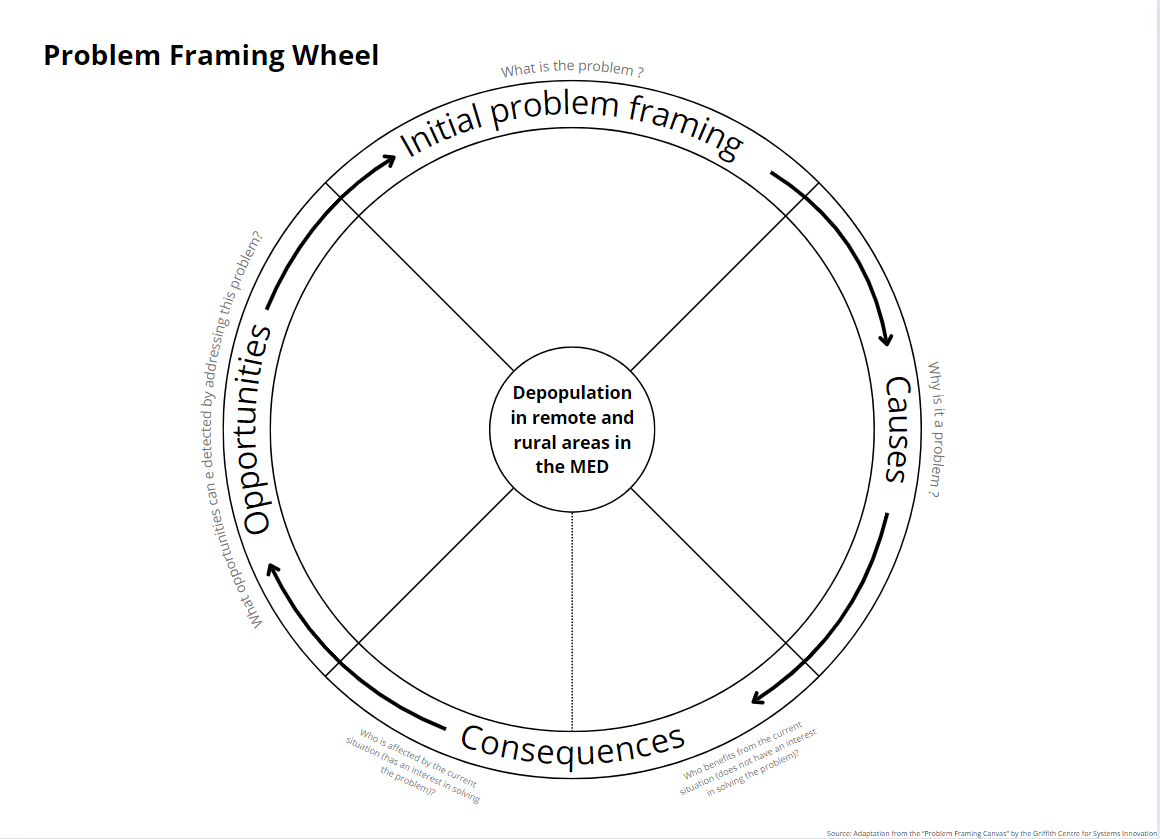 Problem Framing Wheel
What is the problem ?
Initial problem framing
Causes
Why is it a problem ?
Opportunities
What opportunities can e detected by addressing this problem?
Depopulation
in remote and
rural areas in
the MED
Consequences
Who is affected by the current
situation (has an interest in solving
the problem)?
Who benefits from the current
situation (does not have an interest
in solving the problem)?
Source: Adaptation from the "Problem Framing Canvas" by the Griffith Centre for Systems Innovation